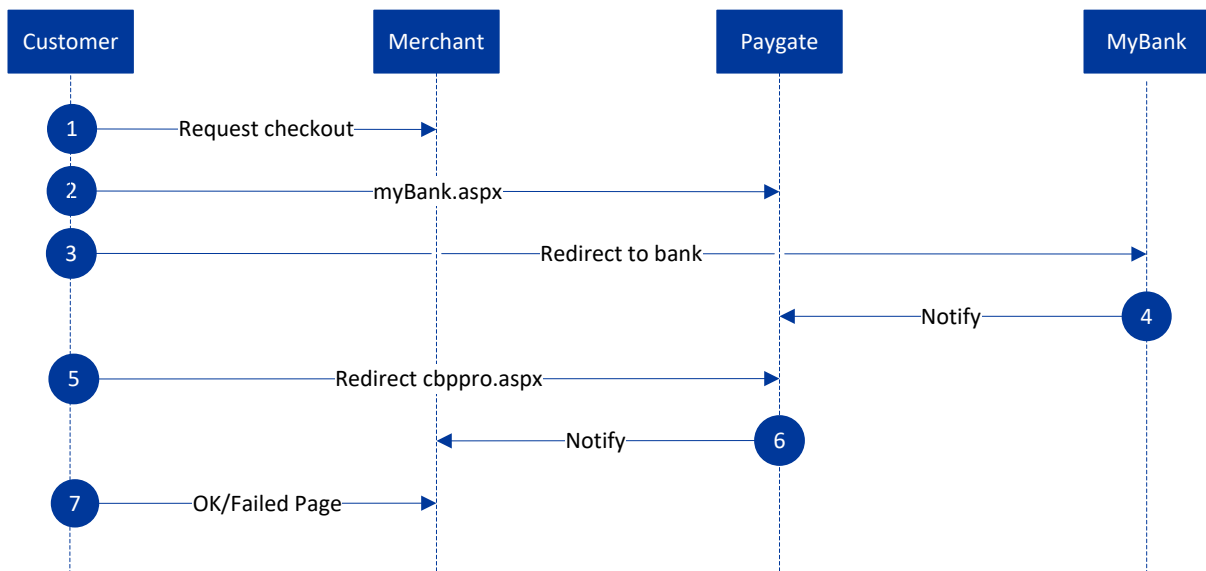 Customer
Merchant
Paygate
MyBank
1
Request checkout
2
myBank.aspx
3
Redirect to bank
Notify
4
5
Redirect cbppro.aspx
Notify
6
7
OK/Failed Page